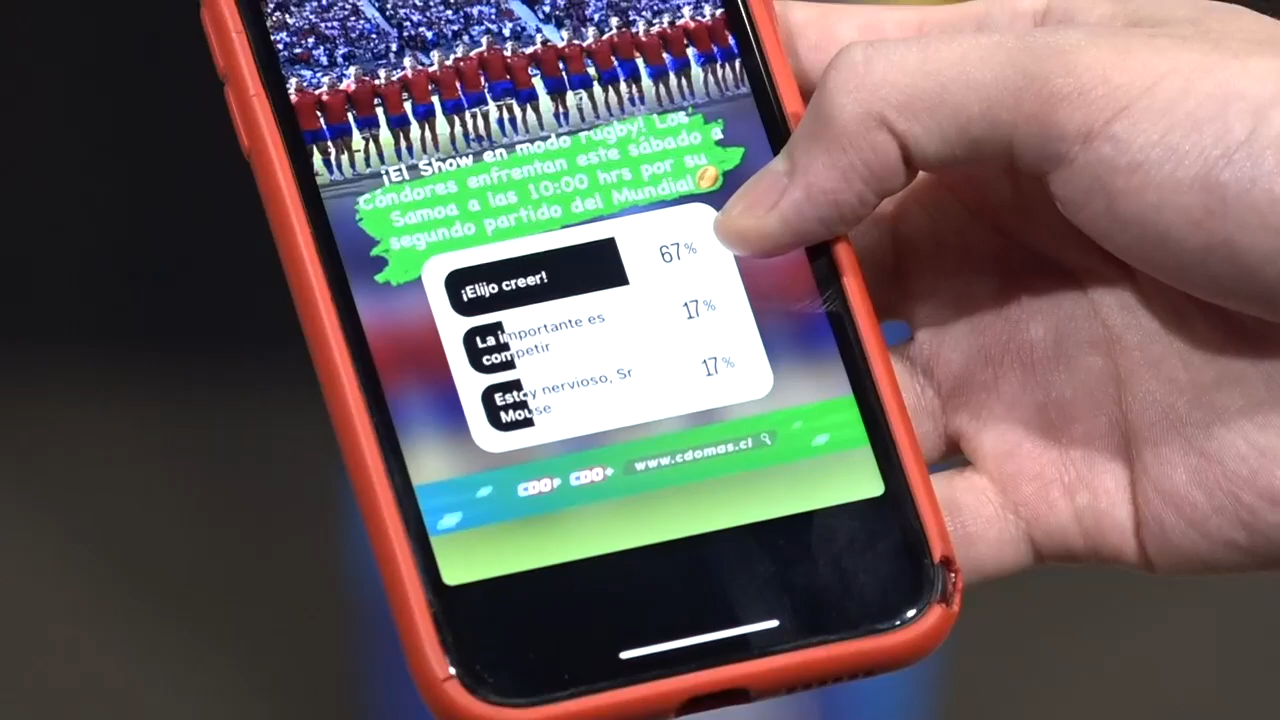 ¡El Show en modo rugby! Los
Cóndores enfrentan este sábado a
Samoa a las 10:00 hrs por su
segundo partido del Mundial
¡Elijo creer!
67%
La importante es
competir
17%
Estoy nervioso, Sr
Mouse
17%
CDOP CDO+ www.cdomas.cl